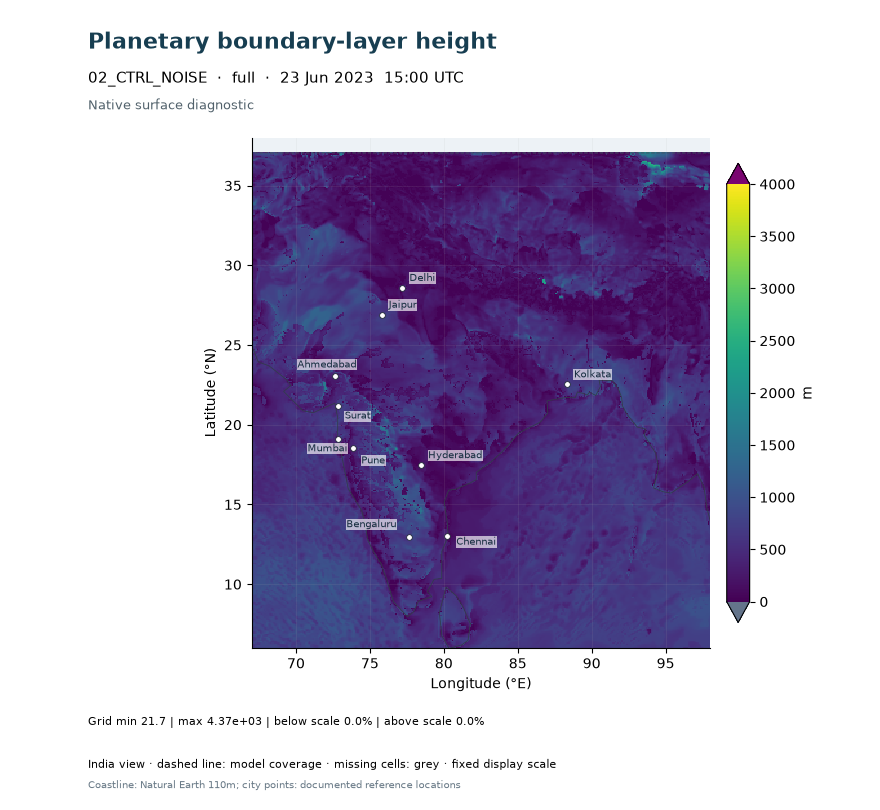 Planetary boundary-layer height
02_CTRL_NOISE · full · 23 Jun 2023 15:00 UTC
Native surface diagnostic
35
30
25
20
15
10
Latitude (°N)
70
75
80
85
90
95
Longitude (°E)
Delhi
Jaipur
Ahmedabad
Kolkata
Surat
Mumbai
Pune
Hyderabad
Bengaluru
Chennai
4000
3500
3000
2500
2000
1500
1000
500
0
m
Grid min 21.7 | max 4.37e+03 | below scale 0.0% | above scale 0.0%
India view · dashed line: model coverage · missing cells: grey · fixed display scale
Coastline: Natural Earth 110m; city points: documented reference locations